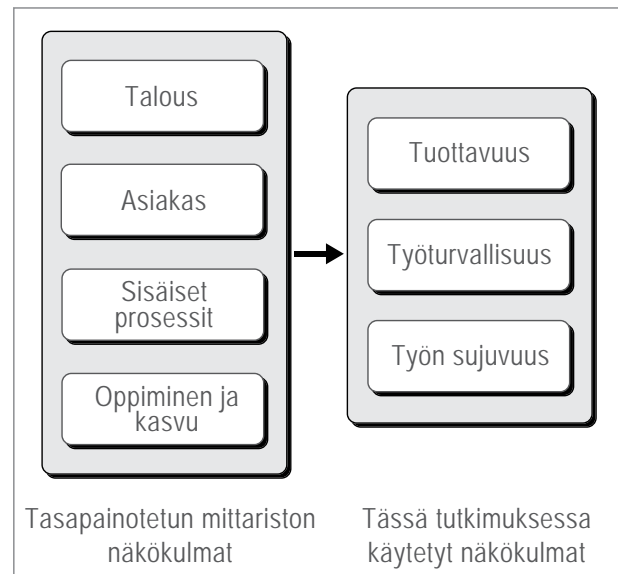 Talous
Asiakas
Sisäiset
prosessit
Oppiminen ja
kasvu
Tasapainotetun mittariston
näkökulmat
Tuottavuus
Työturvallisuus
Työn sujuvuus
Tässä tutkimuksessa
käytetyt näkökulmat